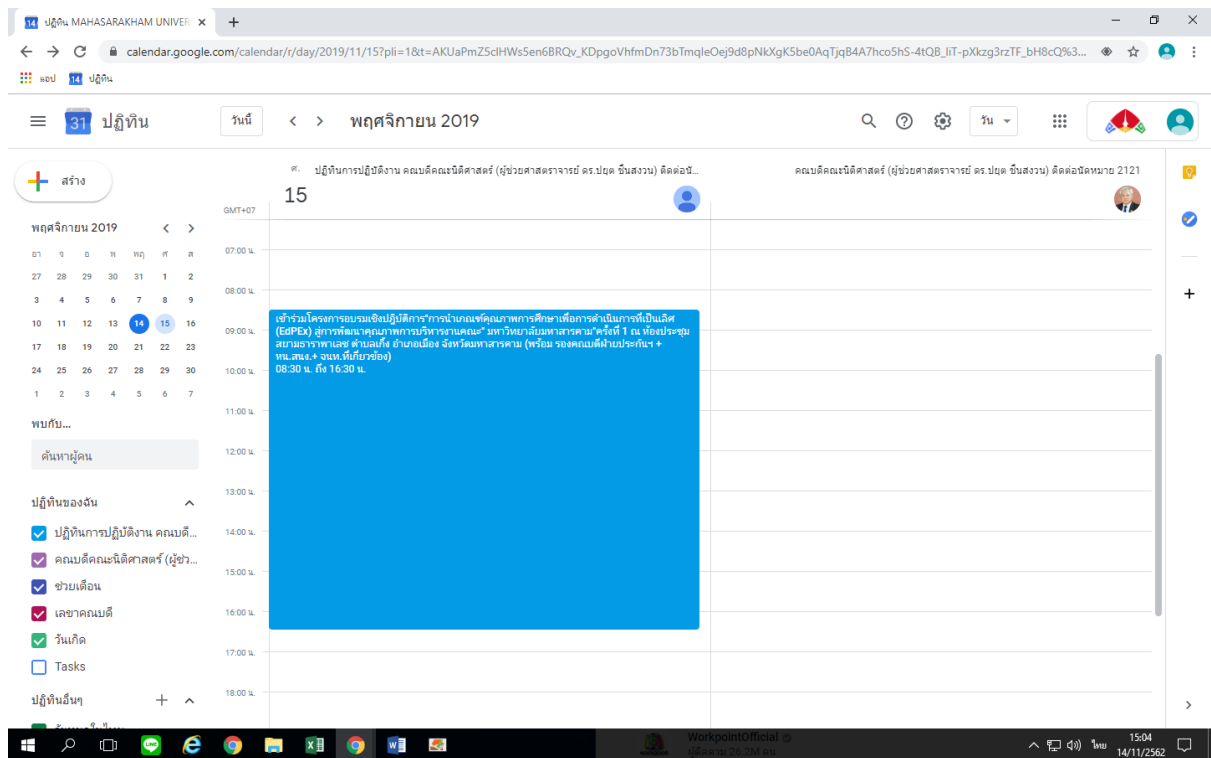 ปฏิทิน MAHASARAKHAM UNIVER
calendar.google.com/calendar/r/day/2019/11/15?pli=1&t=
แอป ปฏิทิน
31 ปฏิทิน วันนี้ พฤศจิกายน 2019 วัน
สร้าง
ศ. ปฏิทินการปฏิบัติงาน คณบดีคณะนิติศาสตร์ (ผู้ช่วยศาสตราจารย์ ดร.ปยุต ชื่นสงวน) ติดต่อนั...
คณบดีคณะนิติศาสตร์ (ผู้ช่วยศาสตราจารย์ ดร.ปยุต ชื่นสงวน) ติดต่อนัดหมาย 2121
15
GMT+07
พฤศจิกายน 2019
อา จ อ พ พฤ ศ ส
27 28 29 30 31 1 2
3 4 5 6 7 8 9
10 11 12 13 14 15 16
17 18 19 20 21 22 23
24 25 26 27 28 29 30
1 2 3 4 5 6 7
พบกับ...
ค้นหาผู้คน
ปฏิทินของฉัน
ปฏิทินการปฏิบัติงาน คณบดี...
คณบดีคณะนิติศาสตร์ (ผู้ช่ว...
ช่วยเตือน
เลขาคณบดี
วันเกิด
Tasks
ปฏิทินอื่นๆ
07:00 น.
08:00 น.
09:00 น.
10:00 น.
11:00 น.
12:00 น.
13:00 น.
14:00 น.
15:00 น.
16:00 น.
17:00 น.
18:00 น.
เข้าร่วมโครงการอบรมเชิงปฏิบัติการ"การนำเกณฑ์คุณภาพการศึกษาเพื่อการดำเนินการที่เป็นเลิศ
(EdPEx) สู่การพัฒนาคุณภาพการบริหารงานคณะ" มหาวิทยาลัยมหาสารคาม"ครั้งที่ 1 ณ ห้องประชุม
สยามธาราพาเลซ ตำบลเกิ้ง อำเภอเมือง จังหวัดมหาสารคาม (พร้อม รองคณบดีฝ่ายประกันฯ +
หน.สนง.+ จนท.ที่เกี่ยวข้อง)
08:30 น. ถึง 16:30 น.
WorkpointOfficial
ผู้ติดตาม 26.2M คน
ไทย
15:04
14/11/2562